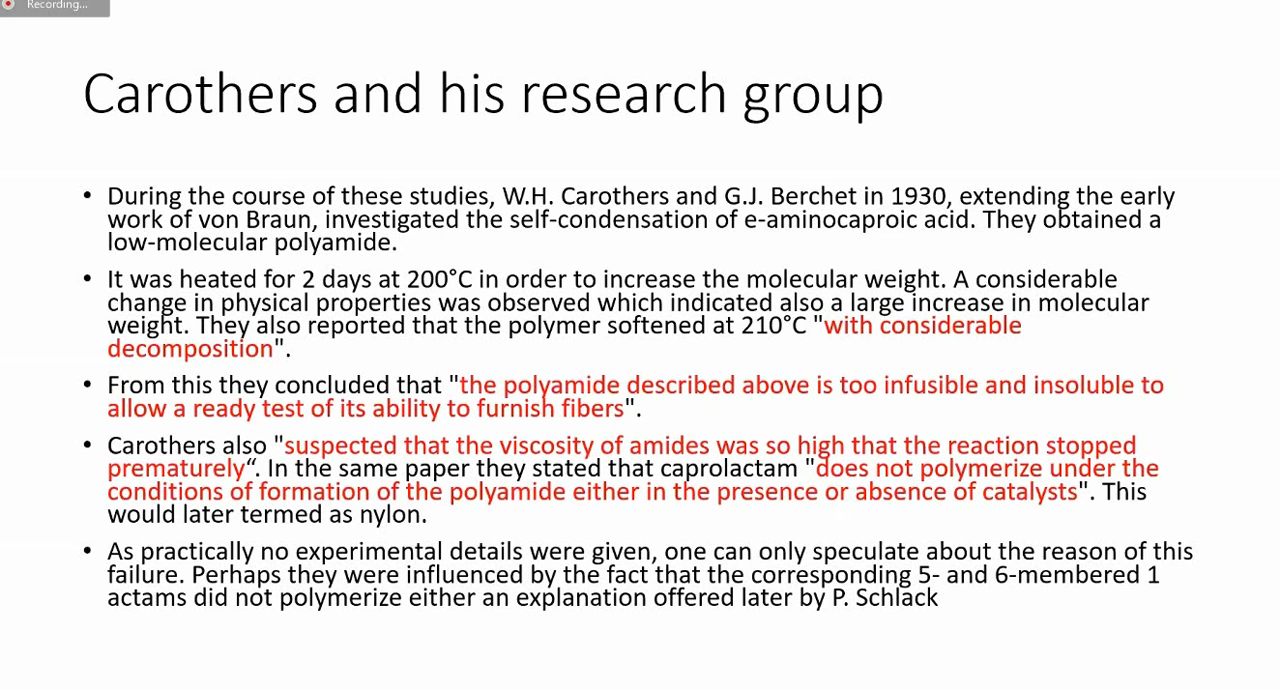 Recording...
Carothers and his research group
• During the course of these studies, W.H. Carothers and G.J. Berchet in 1930, extending the early
work of von Braun, investigated the self-condensation of e-aminocaproic acid. They obtained a
low-molecular polyamide.
• It was heated for 2 days at 200°C in order to increase the molecular weight. A considerable
change in physical properties was observed which indicated also a large increase in molecular
weight. They also reported that the polymer softened at 210°C "with considerable
decomposition".
• From this they concluded that "the polyamide described above is too infusible and insoluble to
allow a ready test of its ability to furnish fibers".
• Carothers also "suspected that the viscosity of amides was so high that the reaction stopped
prematurely“. In the same paper they stated that caprolactam "does not polymerize under the
conditions of formation of the polyamide either in the presence or absence of catalysts". This
would later termed as nylon.
• As practically no experimental details were given, one can only speculate about the reason of this
failure. Perhaps they were influenced by the fact that the corresponding 5- and 6-membered 1
actams did not polymerize either an explanation offered later by P. Schlack